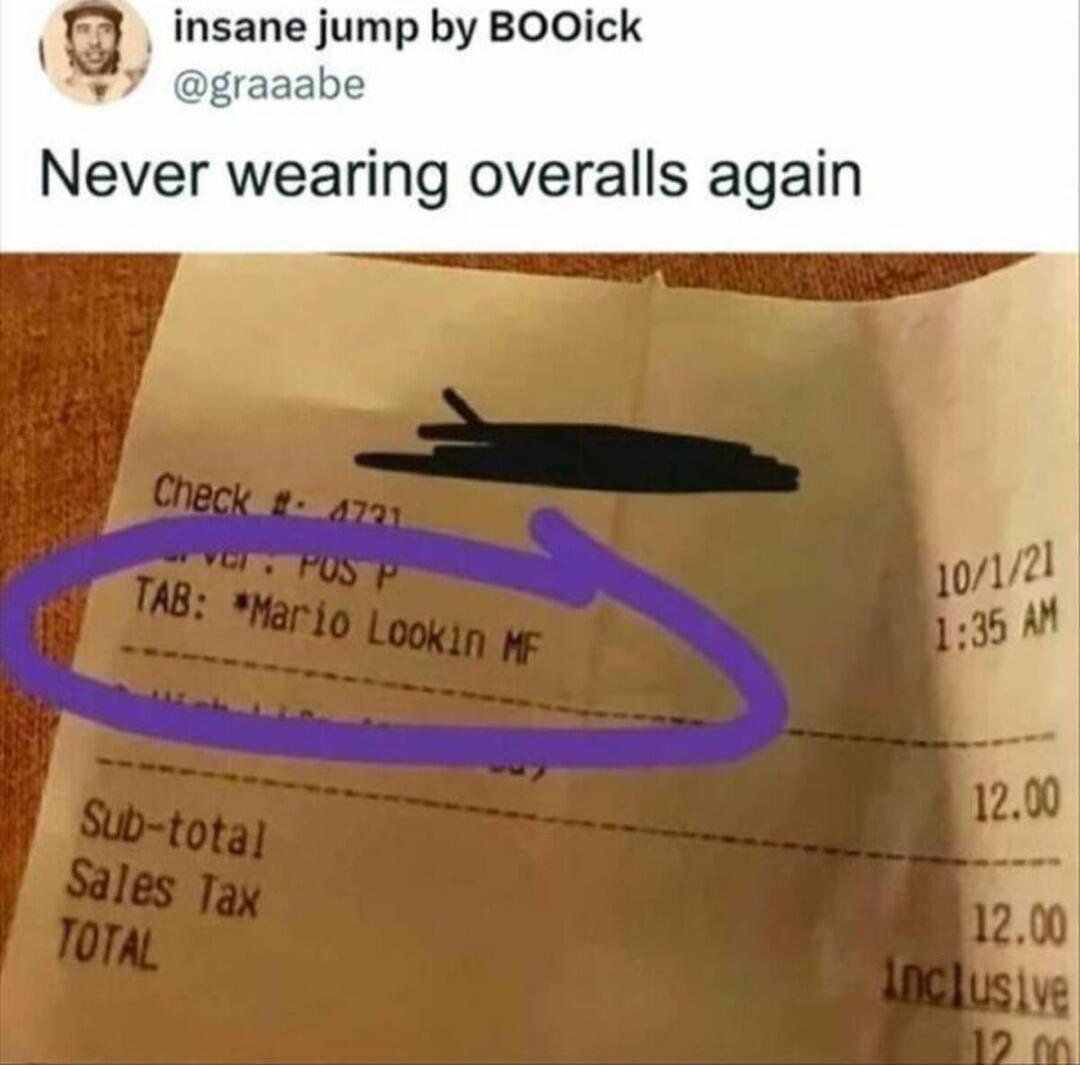 insane jump by BOOick
@graaabe
Never wearing overalls again
Check #: 4721
10/1/21
POS P
1:35 AM
TAB: *Mario Lookin MF
12.00
Sub-total 12.00
Sales Tax Inclusive
TOTAL 12.00